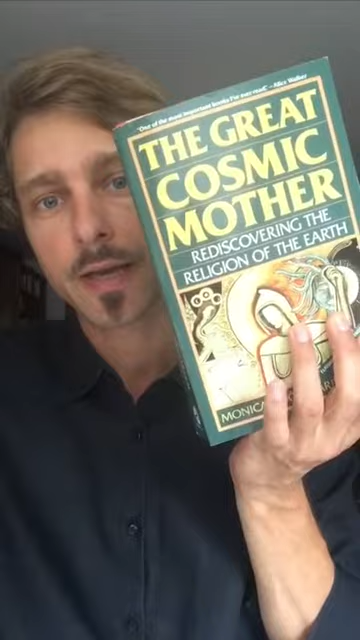 "One of the most important books I've ever read." -Alice Walker
THE GREAT
COSMIC
MOTHER
REDISCOVERING THE
RELIGION OF THE EARTH
MONICA